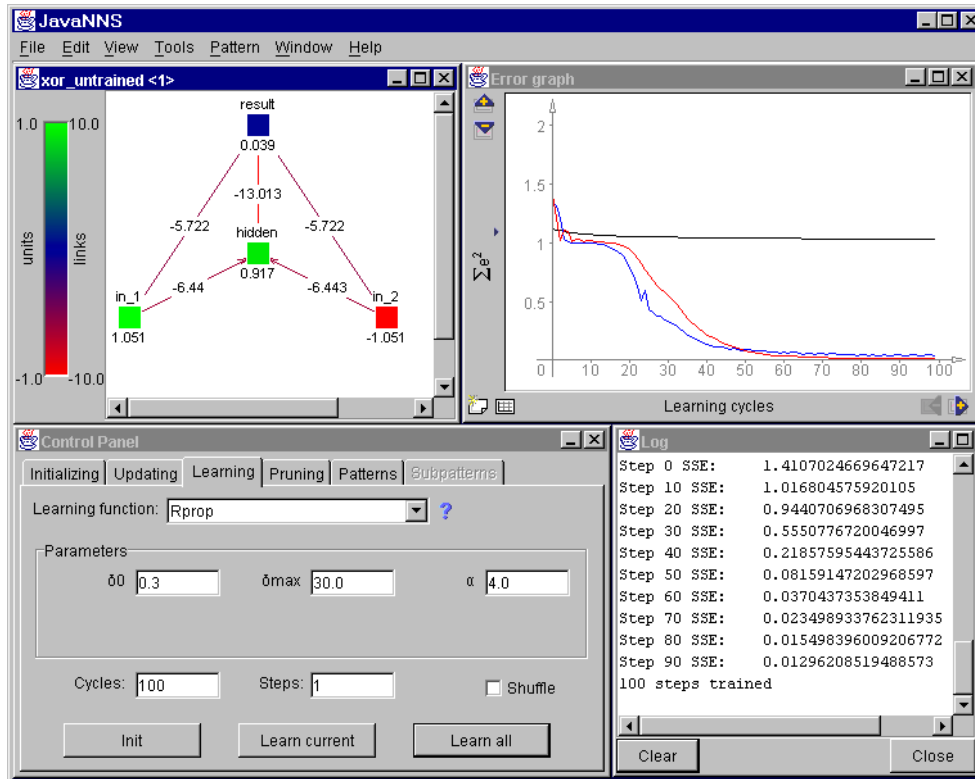 JavaNNS
File Edit View Tools Pattern Window Help
xor_untrained <1>
1.0 10.0
units
links
-1.0 -10.0
result
0.039
-13.013
-5.722 -5.722
hidden
0.917
-6.44 -6.443
in_1 in_2
1.051 -1.051
Error graph
2
1.5
1
0.5
∑e²
0 10 20 30 40 50 60 70 80 90 100
Learning cycles
Control Panel
Initializing Updating Learning Pruning Patterns Subpatterns
Learning function: Rprop ?
Parameters
δ0 0.3 δmax 30.0 α 4.0
Cycles: 100 Steps: 1 Shuffle
Init Learn current Learn all
Log
Step 0 SSE: 1.4107024669647217
Step 10 SSE: 1.016804575920105
Step 20 SSE: 0.9440706968307495
Step 30 SSE: 0.5550776720046997
Step 40 SSE: 0.21857595443725586
Step 50 SSE: 0.08159147202968597
Step 60 SSE: 0.0370437353849411
Step 70 SSE: 0.023498933762311935
Step 80 SSE: 0.015498396009206772
Step 90 SSE: 0.01296208519488573
100 steps trained
Clear Close